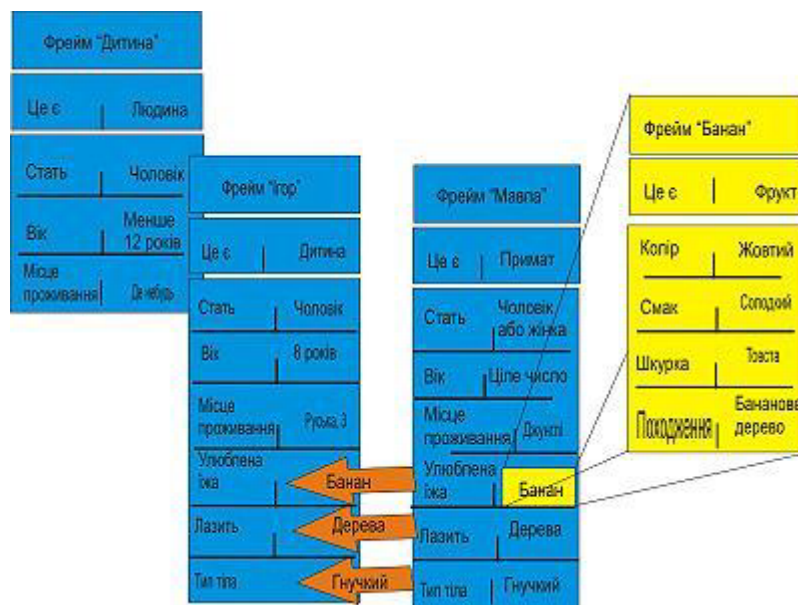 Фрейм "Дитина"
Це є Людина
Стать Чоловік
Вік Менше
12 років
Місце
проживання Де небудь
Фрейм "Ігор"
Це є Дитина
Стать Чоловік
Вік 8 років
Місце
проживання Руська, 3
Улюблена
їжа Банан
Лазить Дерева
Тип тіла Гнучкий
Фрейм "Мавпа"
Це є Примат
Стать Чоловік
або жінка
Вік Ціле число
Місце
проживання Джунглі
Улюблена
їжа Банан
Лазить Дерева
Тип тіла Гнучкий
Фрейм "Банан"
Це є Фрукт
Колір Жовтий
Смак Солодкий
Шкурка Товста
Походження Бананове
дерево